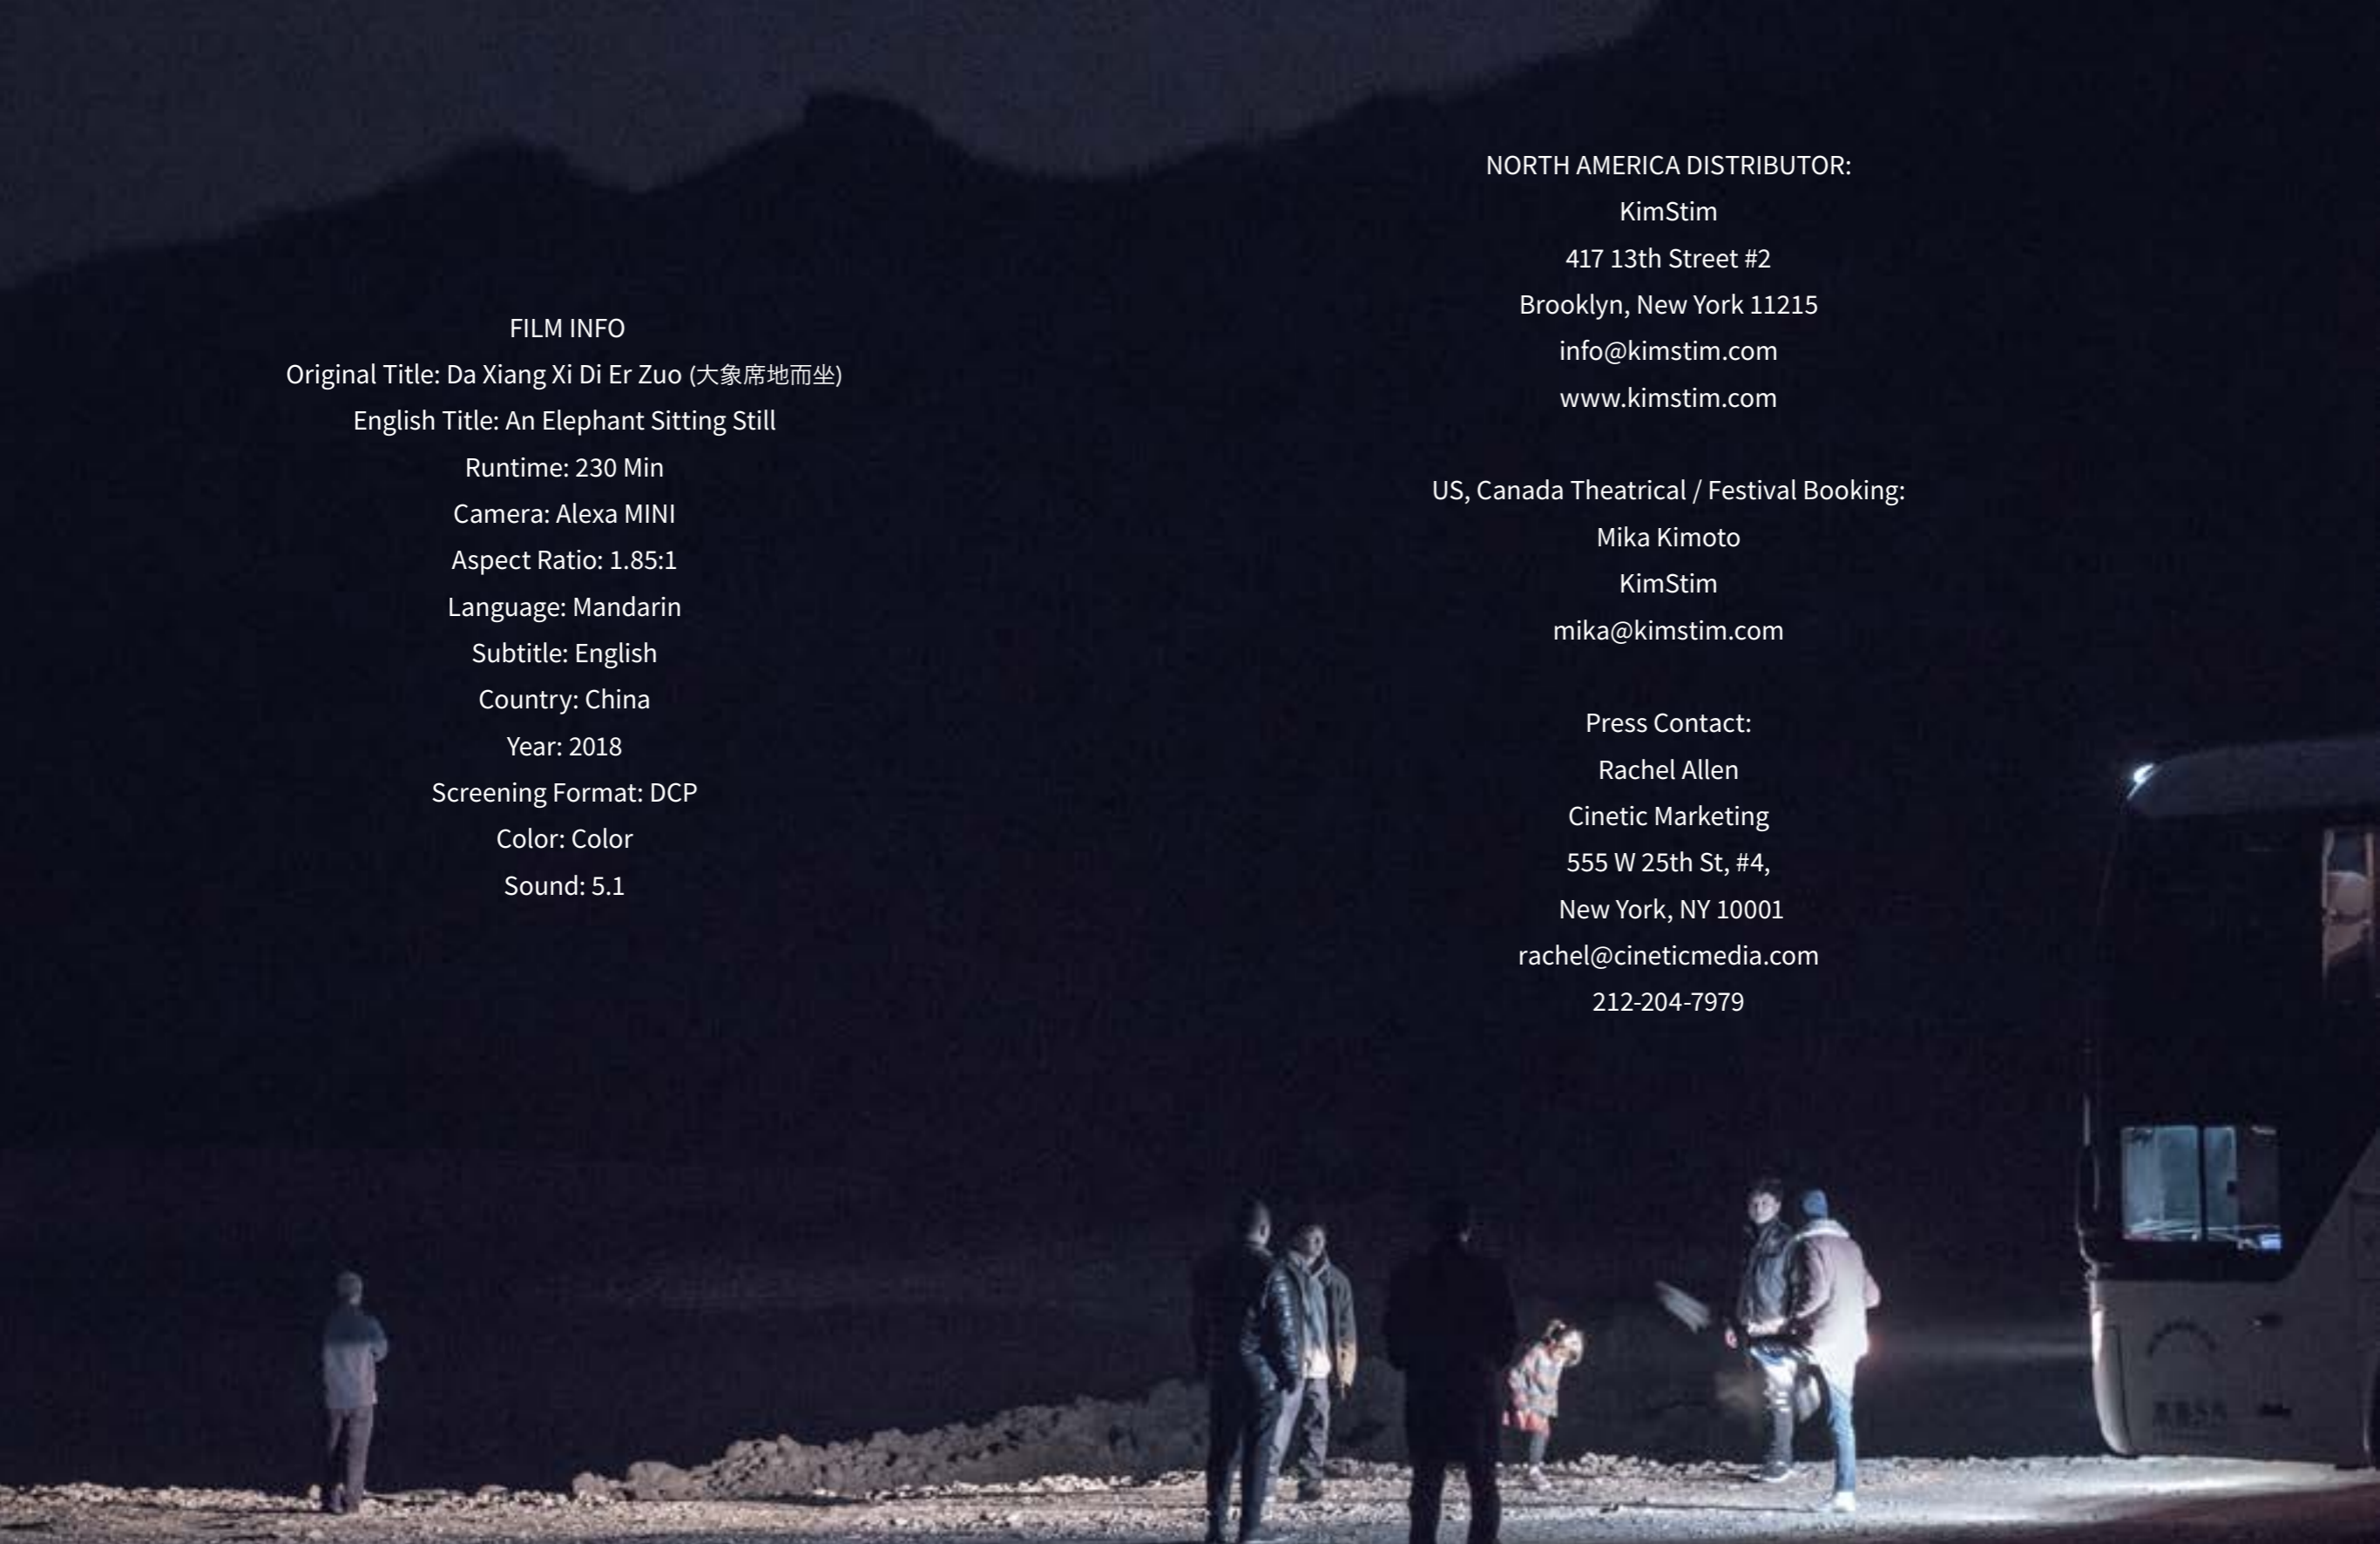 FILM INFO
Original Title: Da Xiang Xi Di Er Zuo (大象席地而坐)
English Title: An Elephant Sitting Still
Runtime: 230 Min
Camera: Alexa MINI
Aspect Ratio: 1.85:1
Language: Mandarin
Subtitle: English
Country: China
Year: 2018
Screening Format: DCP
Color: Color
Sound: 5.1
NORTH AMERICA DISTRIBUTOR:
KimStim
417 13th Street #2
Brooklyn, New York 11215
info@kimstim.com
www.kimstim.com
US, Canada Theatrical / Festival Booking:
Mika Kimoto
KimStim
mika@kimstim.com
Press Contact:
Rachel Allen
Cinetic Marketing
555 W 25th St, #4,
New York, NY 10001
rachel@cineticmedia.com
212-204-7979